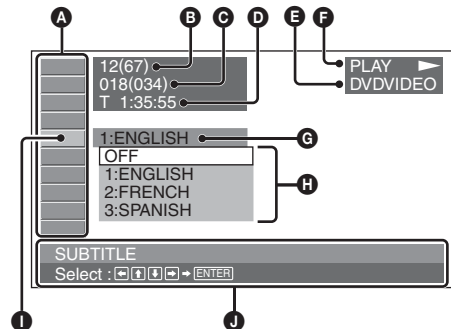 A B C D E F
12(67)
018(034)
T 1:35:55
PLAY
DVDVIDEO
1:ENGLISH G
OFF
1:ENGLISH
2:FRENCH
3:SPANISH
H
SUBTITLE
Select : ←↑↓→ → ENTER
I J